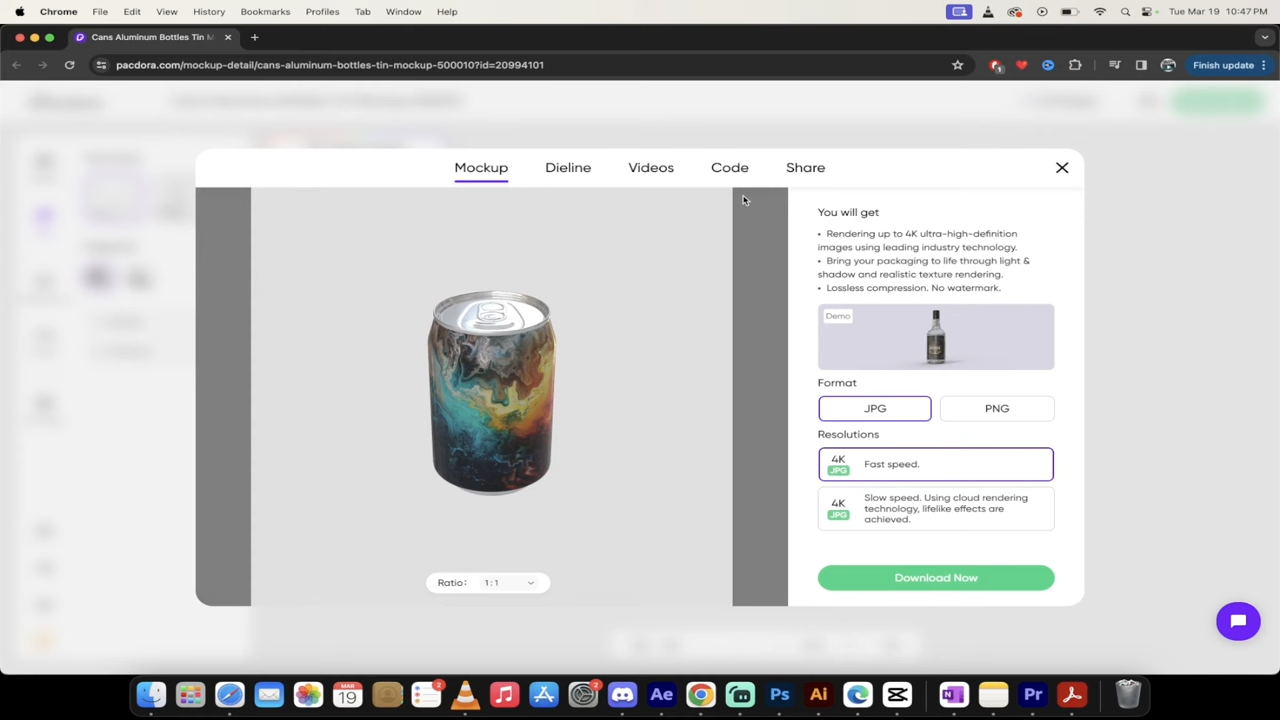 Chrome File Edit View History Bookmarks Profiles Tab Window Help Tue Mar 19 10:47 PM
Cans Aluminum Bottles Tin M
pacdora.com/mockup-detail/cans-aluminum-bottles-tin-mockup-500010?id=20994101
1
Finish update
Mockup Dieline Videos Code Share
You will get
• Rendering up to 4K ultra-high-definition
images using leading industry technology.
• Bring your packaging to life through light &
shadow and realistic texture rendering.
• Lossless compression. No watermark.
Demo
Format
JPG PNG
Resolutions
4K
JPG
Fast speed.
4K
JPG
Slow speed. Using cloud rendering
technology, lifelike effects are
achieved.
Ratio: 1:1
Download Now
MAR
19
2
2
Ae Ps Ai N Pr